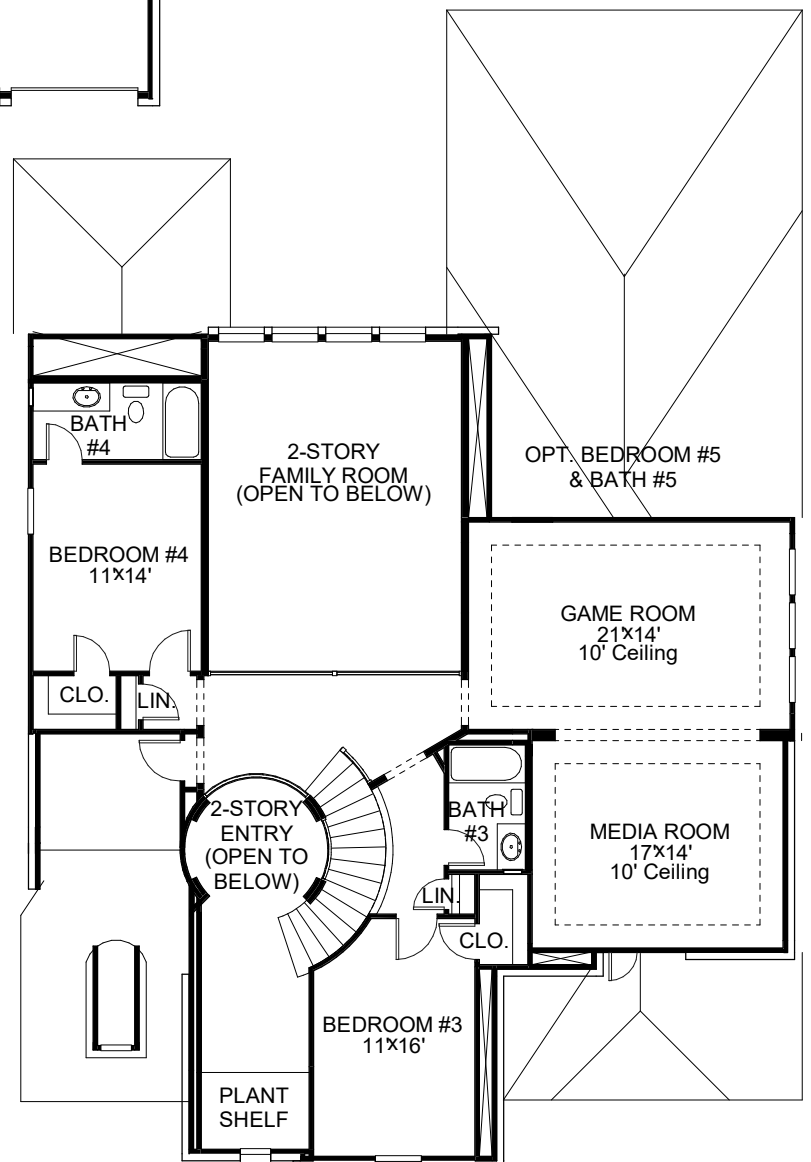 BATH
#4
2-STORY
FAMILY ROOM
(OPEN TO BELOW)
OPT. BEDROOM #5
& BATH #5
BEDROOM #4
11'X14'
GAME ROOM
21'X14'
10' Ceiling
CLO.
LIN.
2-STORY
ENTRY
(OPEN TO
BELOW)
BATH
#3
MEDIA ROOM
17'X14'
10' Ceiling
LIN.
CLO.
BEDROOM #3
11'X16'
PLANT
SHELF